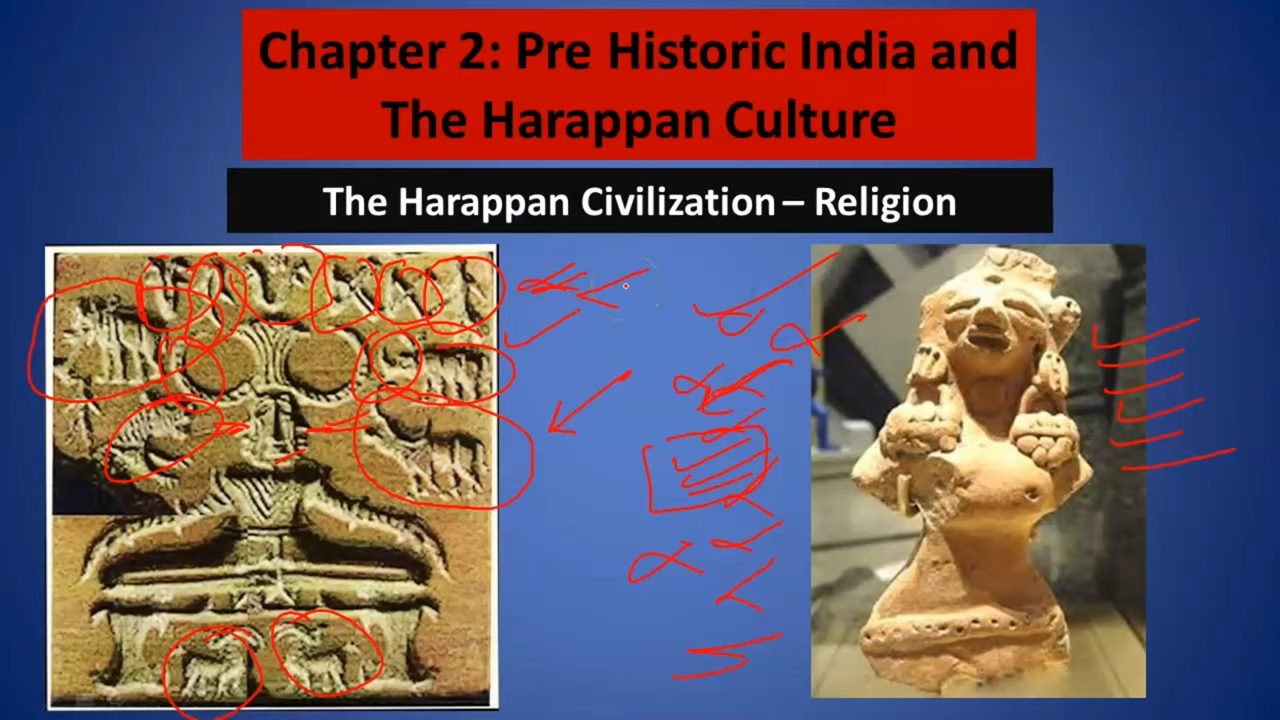 Chapter 2: Pre Historic India and
The Harappan Culture
The Harappan Civilization – Religion